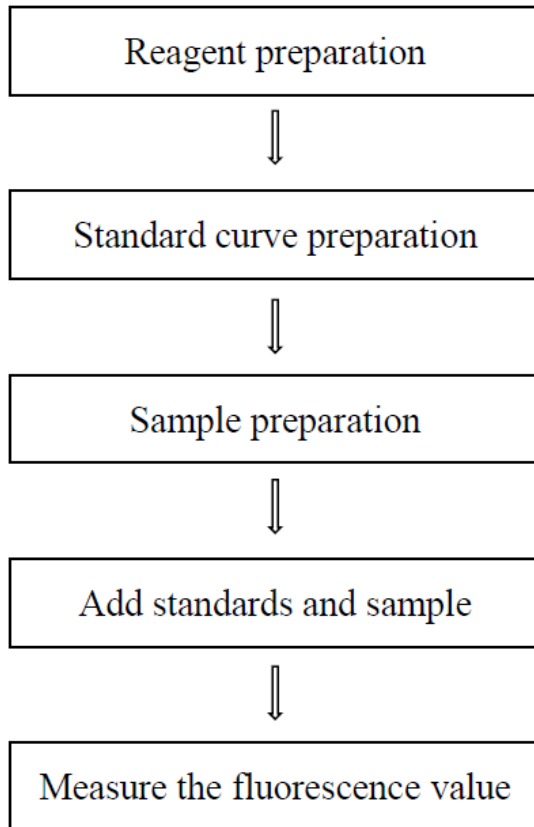 Reagent preparation
Standard curve preparation
Sample preparation
Add standards and sample
Measure the fluorescence value